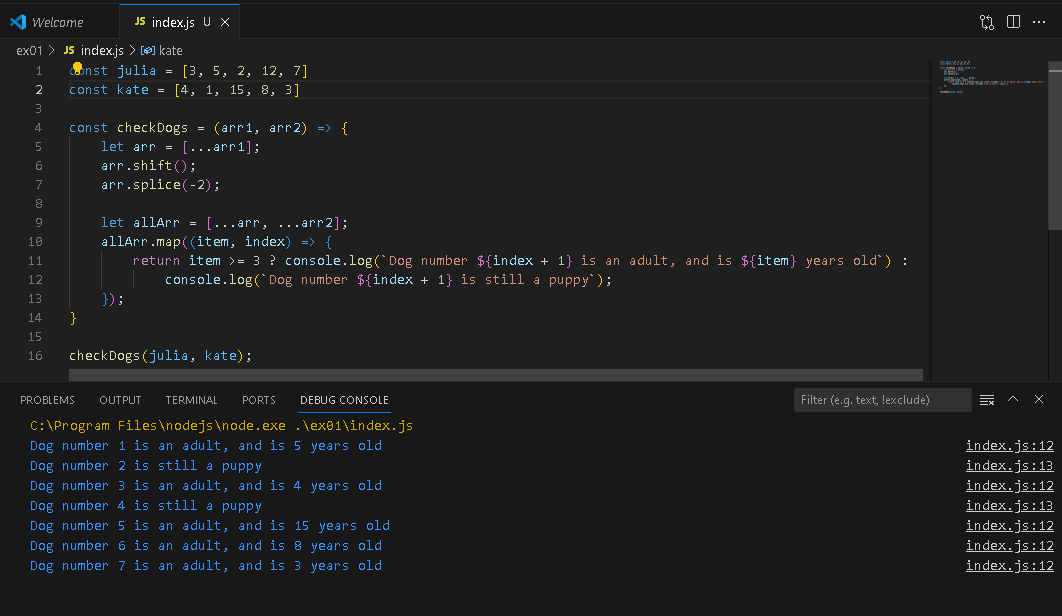 Welcome
JS index.js U
ex01 > JS index.js > kate
1 const julia = [3, 5, 2, 12, 7]
2 const kate = [4, 1, 15, 8, 3]
3
4 const checkDogs = (arr1, arr2) => {
5 let arr = [...arr1];
6 arr.shift();
7 arr.splice(-2);
8
9 let allArr = [...arr, ...arr2];
10 allArr.map((item, index) => {
11 return item >= 3 ? console.log(`Dog number ${index + 1} is an adult, and is ${item} years old`) :
12 console.log(`Dog number ${index + 1} is still a puppy`);
13 });
14 }
15
16 checkDogs(julia, kate);
PROBLEMS OUTPUT TERMINAL PORTS DEBUG CONSOLE Filter (e.g. text, !exclude)
C:\Program Files\nodejs\node.exe .\ex01\index.js
Dog number 1 is an adult, and is 5 years old index.js:12
Dog number 2 is still a puppy index.js:13
Dog number 3 is an adult, and is 4 years old index.js:12
Dog number 4 is still a puppy index.js:13
Dog number 5 is an adult, and is 15 years old index.js:12
Dog number 6 is an adult, and is 8 years old index.js:12
Dog number 7 is an adult, and is 3 years old index.js:12